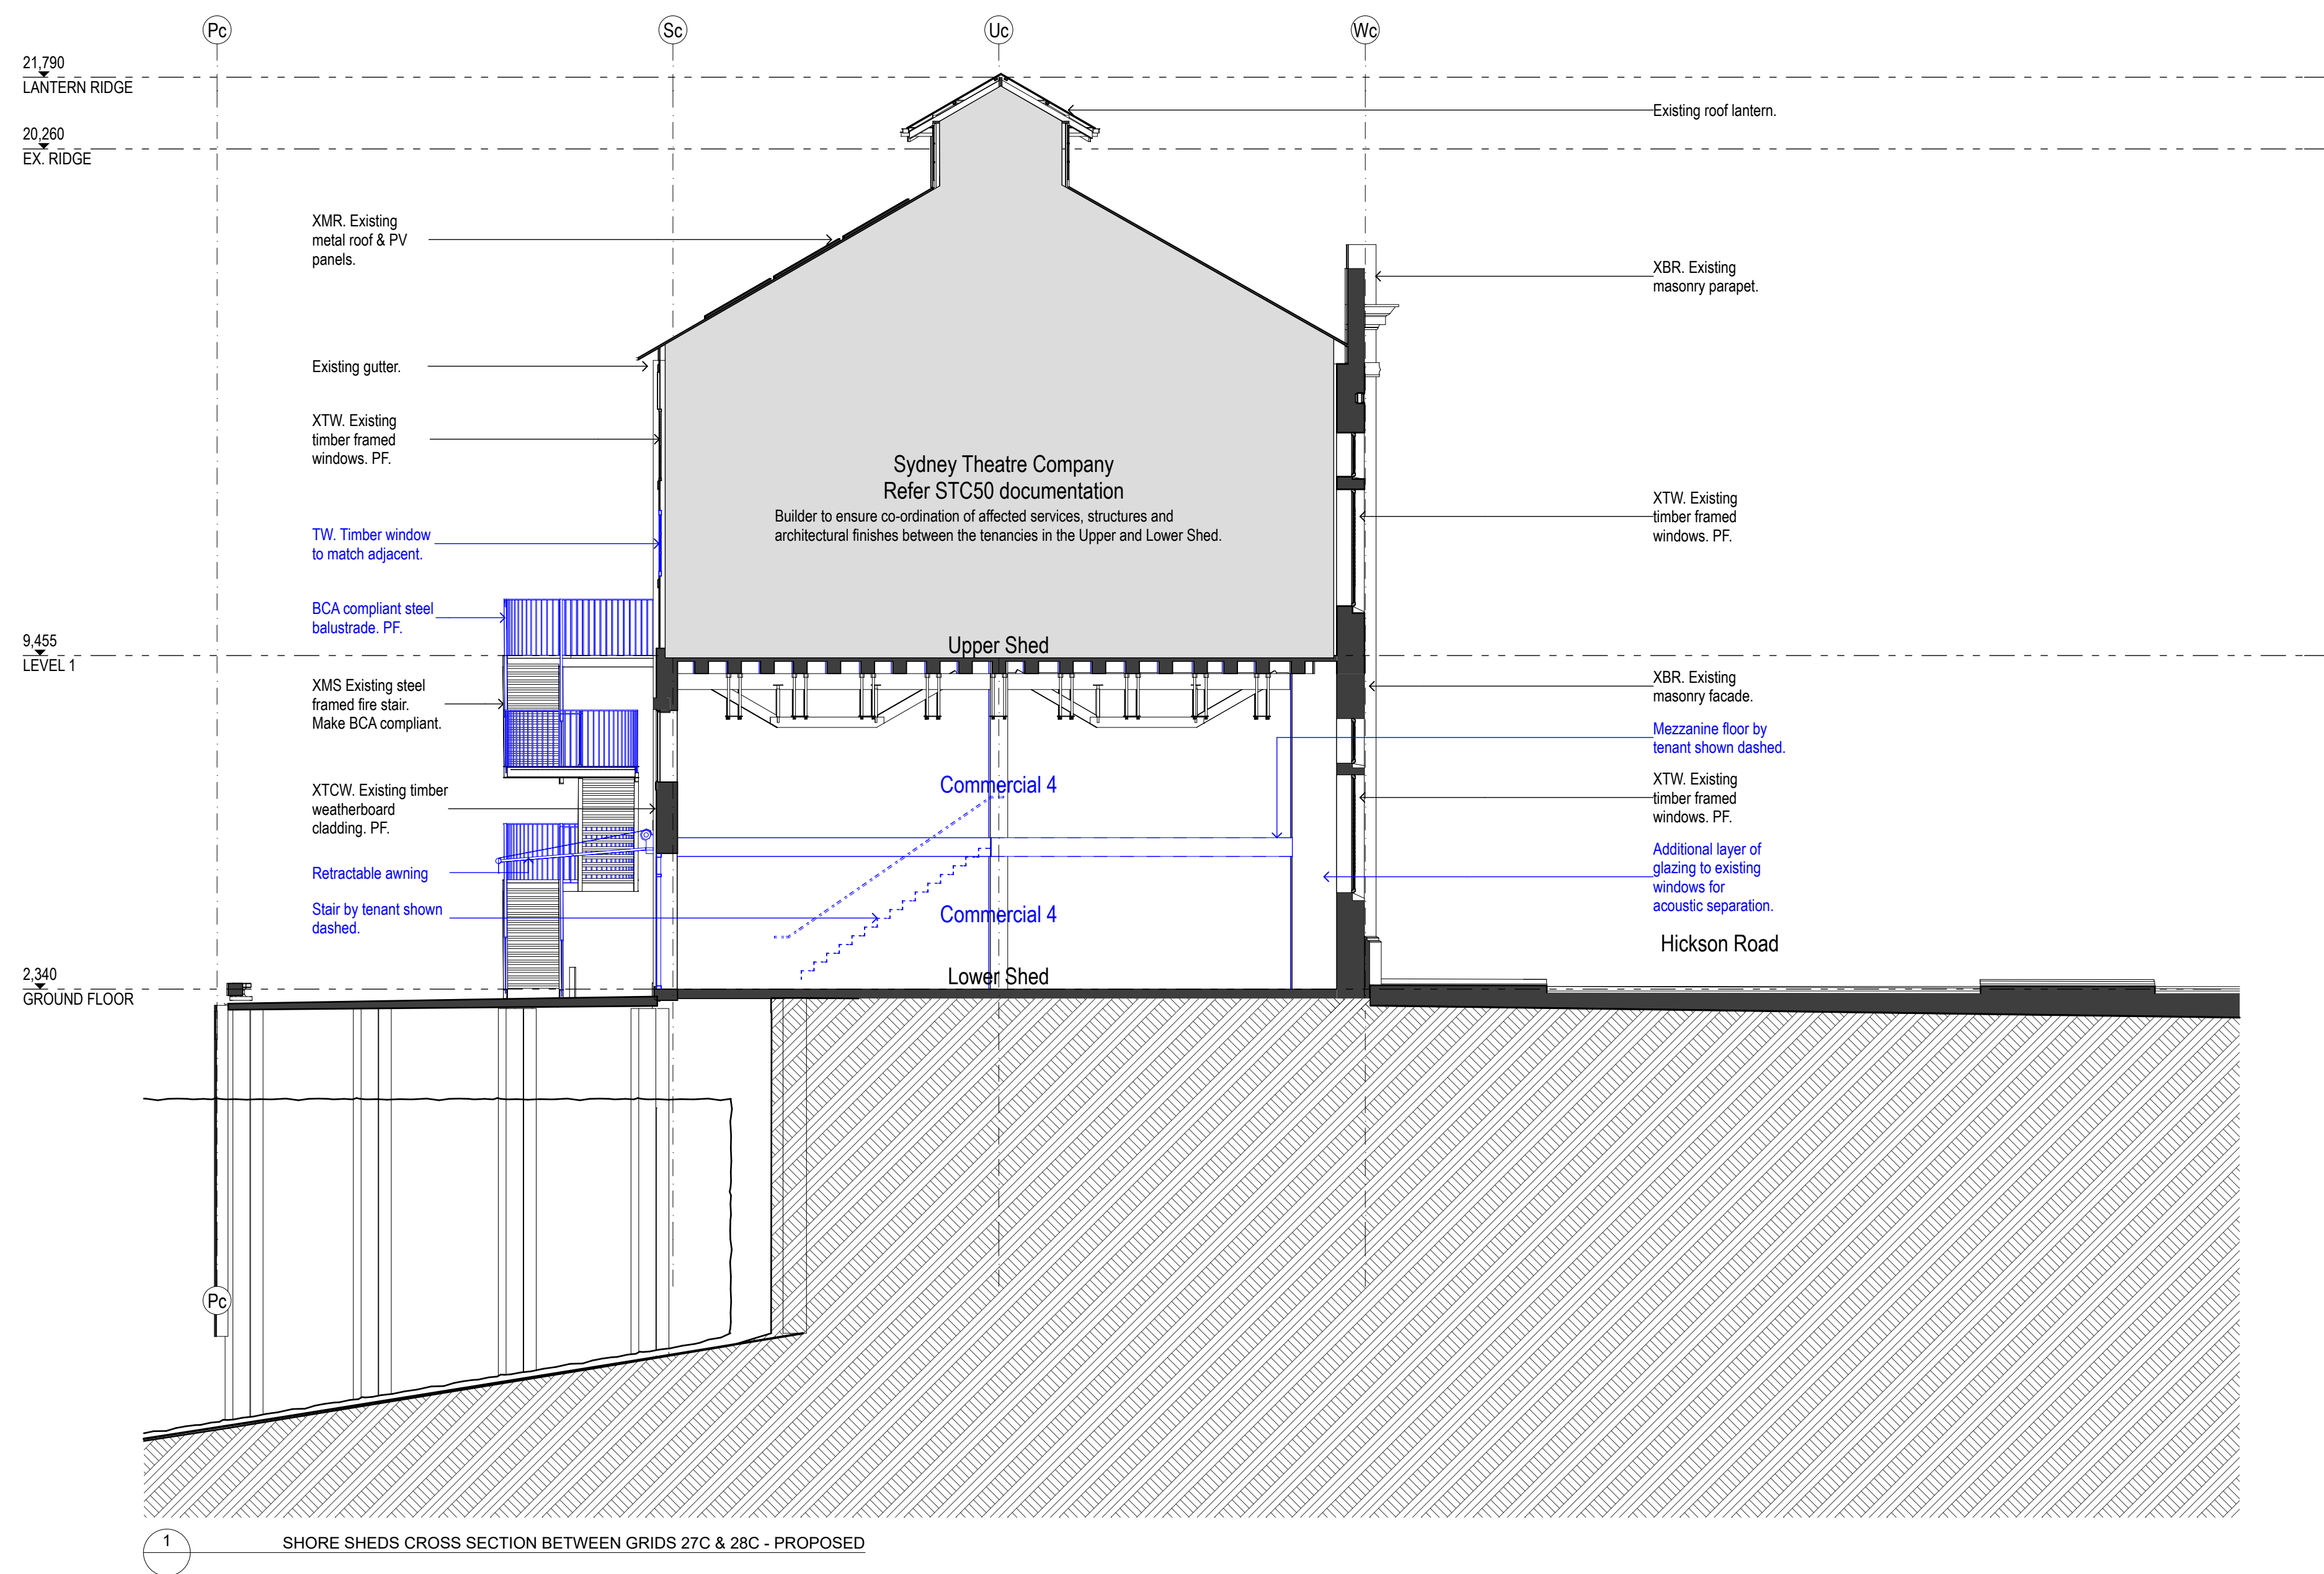 Pc
Sc
Uc
Wc
21,790
LANTERN RIDGE
20,260
EX. RIDGE
Existing roof lantern.
XMR. Existing
metal roof & PV
panels.
XBR. Existing
masonry parapet.
Existing gutter.
XTW. Existing
timber framed
windows. PF.
Sydney Theatre Company
Refer STC50 documentation
Builder to ensure co-ordination of affected services, structures and
architectural finishes between the tenancies in the Upper and Lower Shed.
XTW. Existing
timber framed
windows. PF.
TW. Timber window
to match adjacent.
BCA compliant steel
balustrade. PF.
9,455
LEVEL 1
Upper Shed
XMS Existing steel
framed fire stair.
Make BCA compliant.
XBR. Existing
masonry facade.
Mezzanine floor by
tenant shown dashed.
XTCW. Existing timber
weatherboard
cladding. PF.
Commercial 4
XTW. Existing
timber framed
windows. PF.
Retractable awning
Additional layer of
glazing to existing
windows for
acoustic separation.
Stair by tenant shown
dashed.
Commercial 4
Hickson Road
2,340
GROUND FLOOR
Lower Shed
Pc
1
SHORE SHEDS CROSS SECTION BETWEEN GRIDS 27C & 28C - PROPOSED